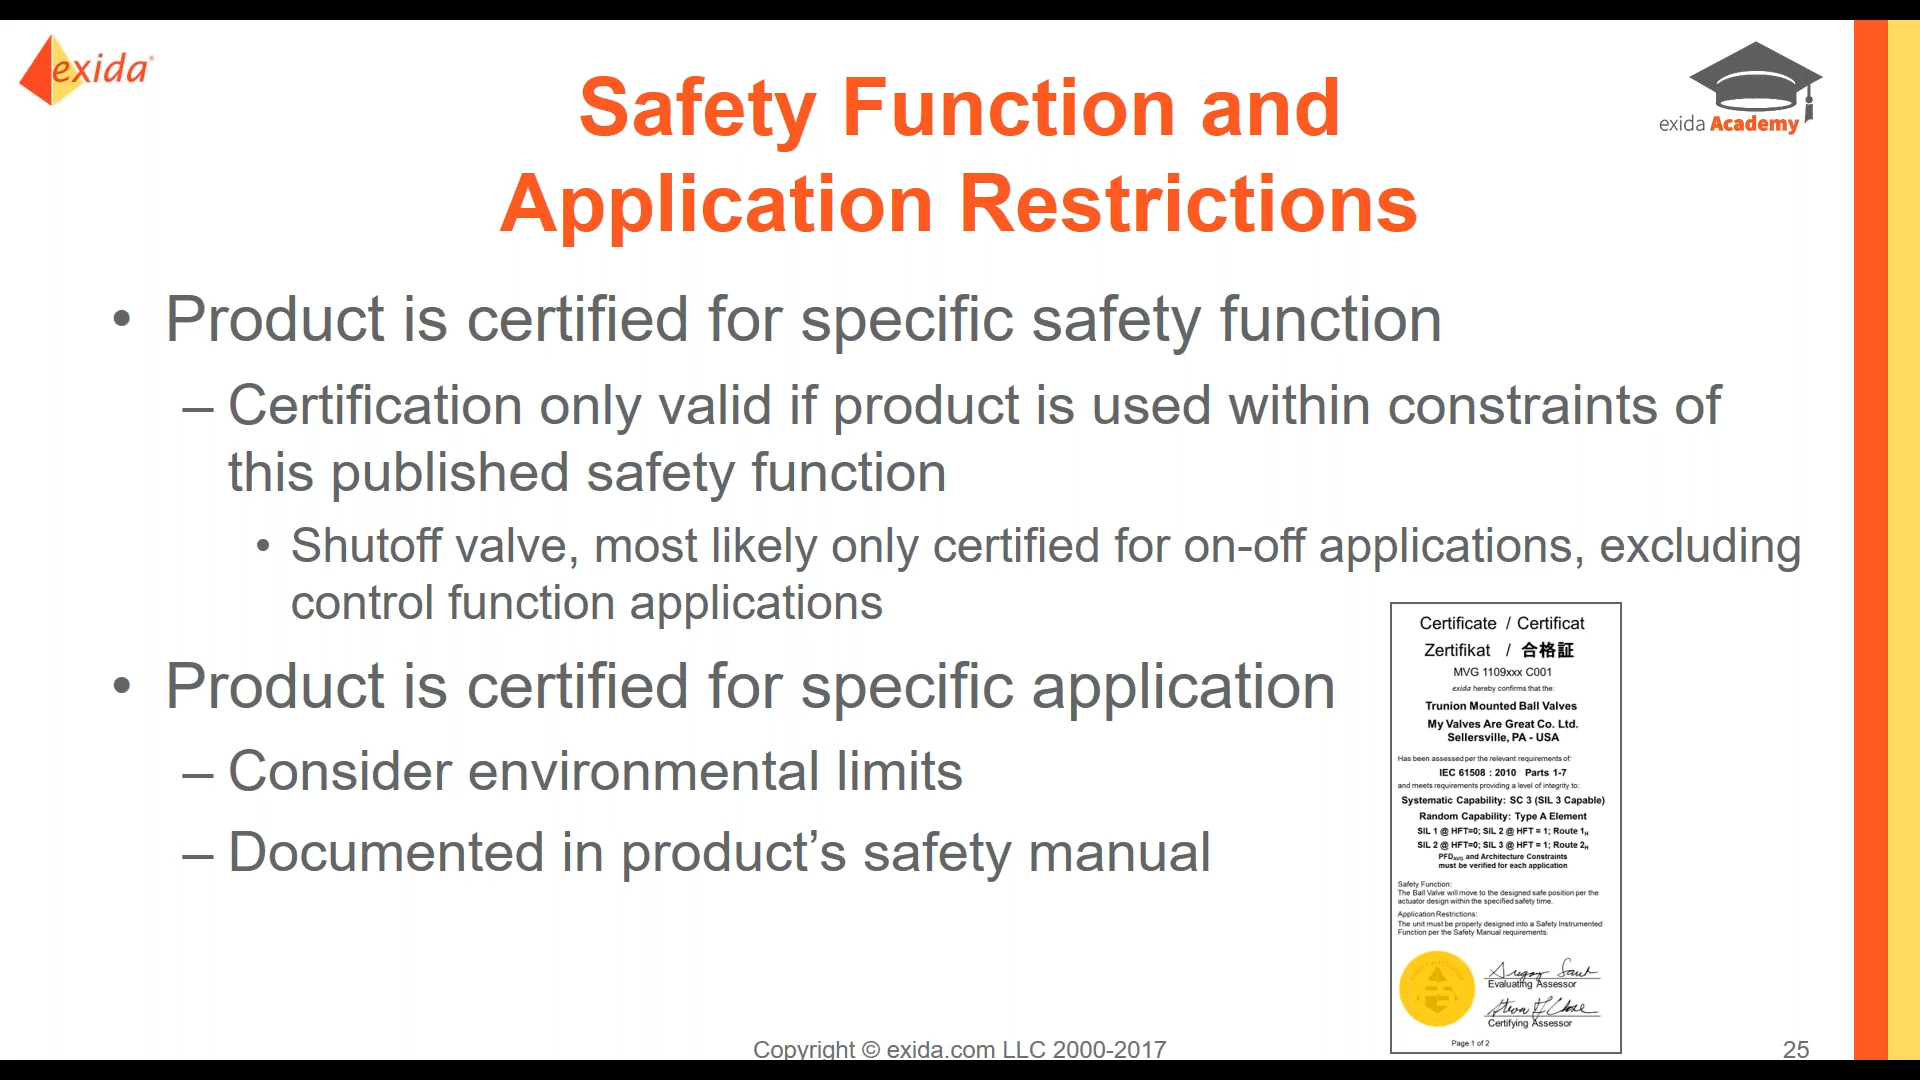 exida
exida Academy
Safety Function and
Application Restrictions
• Product is certified for specific safety function
– Certification only valid if product is used within constraints of
this published safety function
• Shutoff valve, most likely only certified for on-off applications, excluding
control function applications
• Product is certified for specific application
– Consider environmental limits
– Documented in product’s safety manual
Certificate / Certificat
Zertifikat / 合格証
MVG 1109xxx C001
exida hereby confirms that the:
Trunion Mounted Ball Valves
My Valves Are Great Co. Ltd.
Sellersville, PA - USA
Has been assessed per the relevant requirements of:
IEC 61508 : 2010 Parts 1-7
and meets requirements providing a level of integrity to:
Systematic Capability: SC 3 (SIL 3 Capable)
Random Capability: Type A Element
SIL 1 @ HFT=0; SIL 2 @ HFT = 1; Route 1H
SIL 2 @ HFT=0; SIL 3 @ HFT = 1; Route 2H
PFDAVG and Architecture Constraints
must be verified for each application
Safety Function:
The Ball Valve will move to the designed safe position per the
actuator design within the specified safety time.
Application Restrictions:
The unit must be properly designed into a Safety Instrumented
Function per the Safety Manual requirements.
Evaluating Assessor
Certifying Assessor
Page 1 of 2
Copyright © exida.com LLC 2000-2017
25